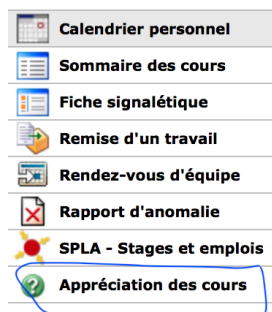 Calendrier personnel
Sommaire des cours
Fiche signalétique
Remise d'un travail
Rendez-vous d'équipe
Rapport d'anomalie
SPLA - Stages et emplois
Appréciation des cours